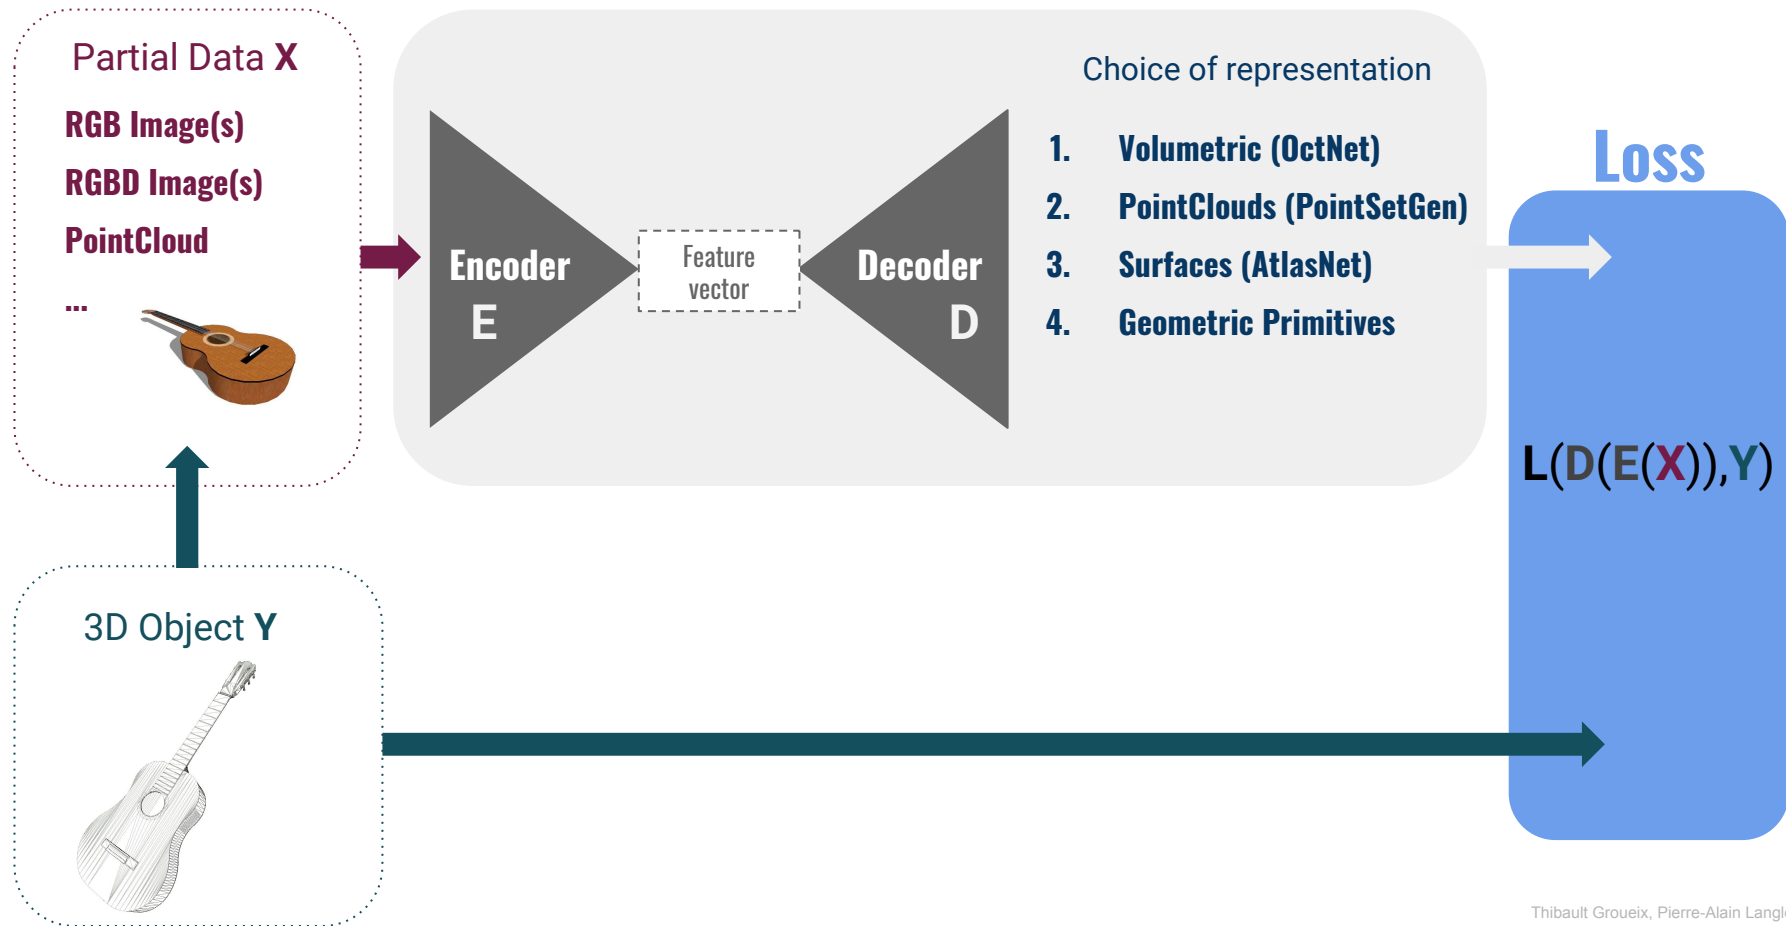 Partial Data X
RGB Image(s)
RGBD Image(s)
PointCloud
...
Encoder
E
Feature
vector
Decoder
D
Choice of representation
1. Volumetric (OctNet)
2. PointClouds (PointSetGen)
3. Surfaces (AtlasNet)
4. Geometric Primitives
Loss
L(D(E(X)),Y)
3D Object Y
Thibault Groueix, Pierre-Alain Langl